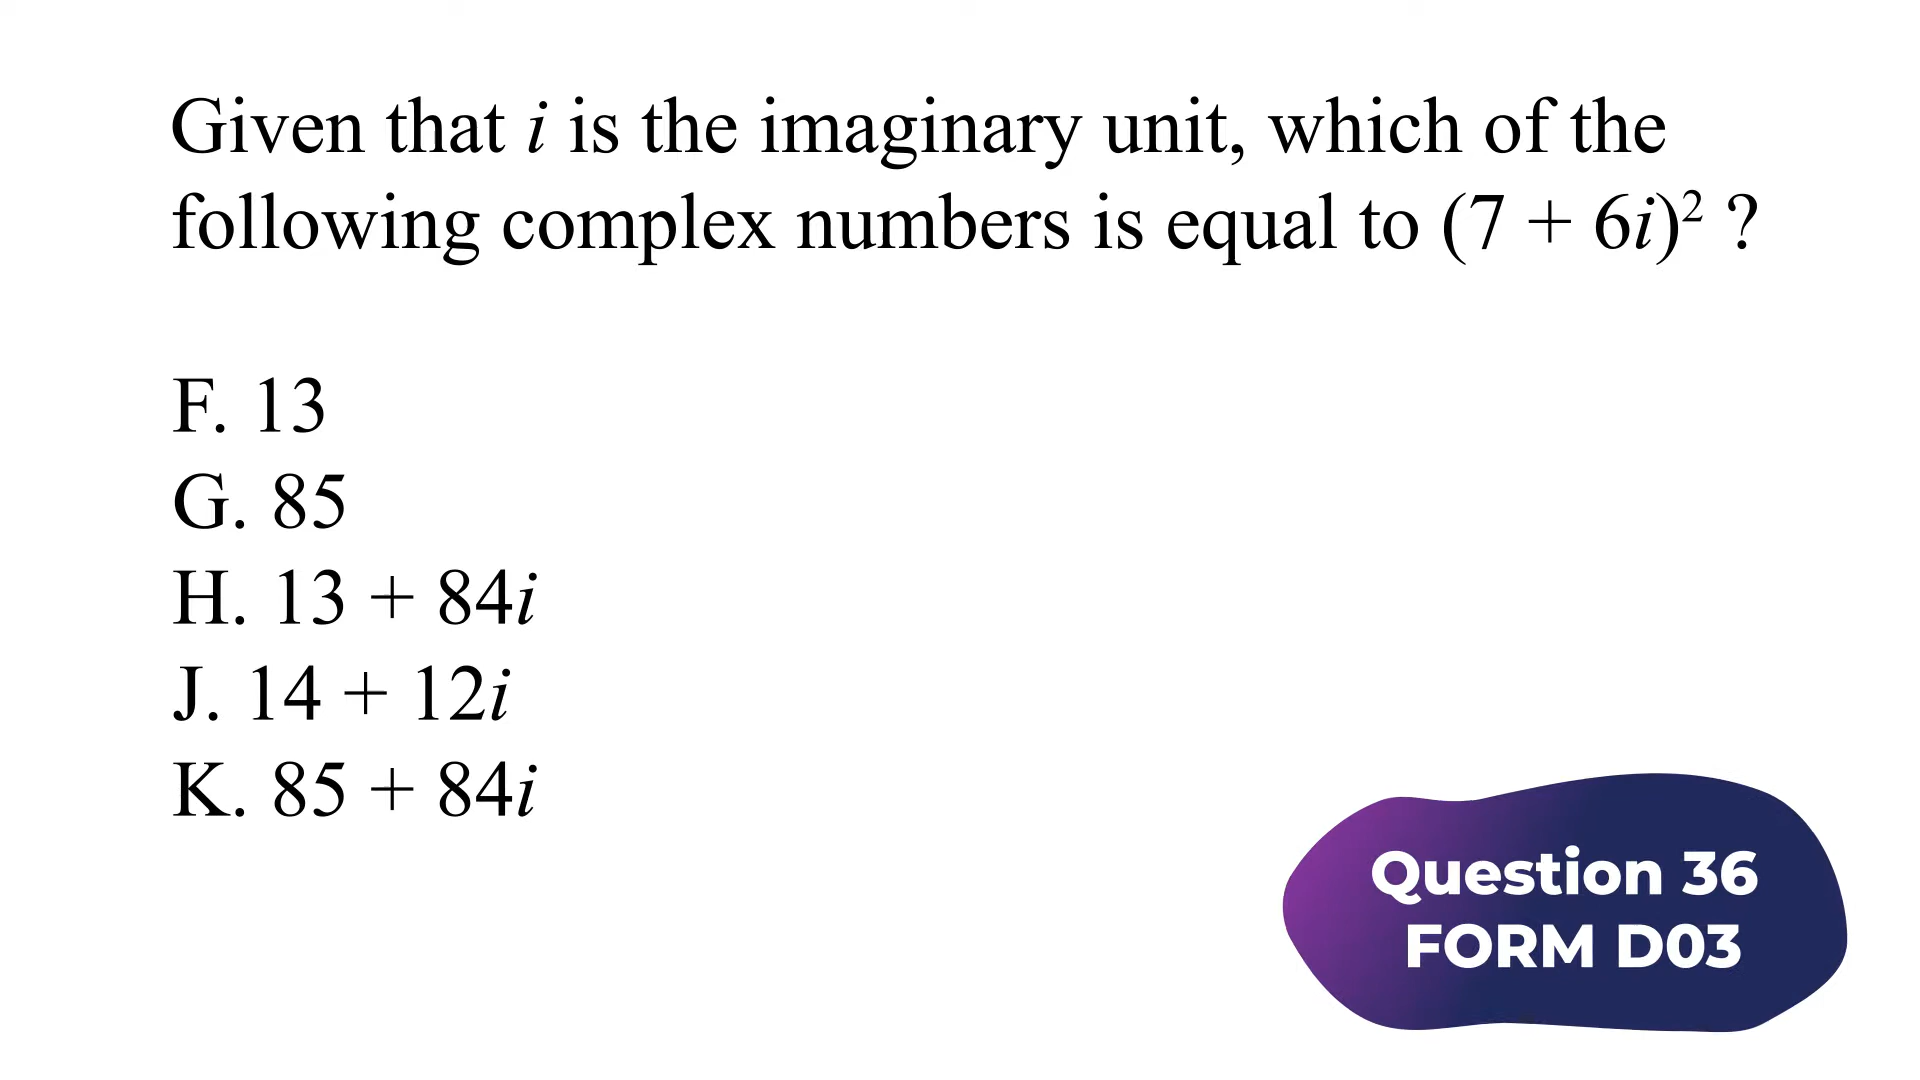 Given that i is the imaginary unit, which of the
following complex numbers is equal to (7 + 6i)² ?
F. 13
G. 85
H. 13 + 84i
J. 14 + 12i
K. 85 + 84i
Question 36
FORM D03